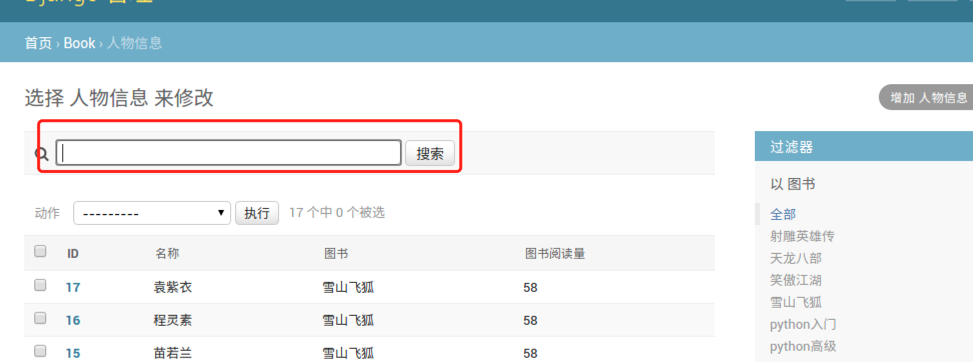 Django 管理
首页 › Book › 人物信息
选择 人物信息 来修改
增加 人物信息
搜索
动作 --------- 执行 17 个中 0 个被选
ID 名称 图书 图书阅读量
17 袁紫衣 雪山飞狐 58
16 程灵素 雪山飞狐 58
15 苗若兰 雪山飞狐 58
过滤器
以 图书
全部
射雕英雄传
天龙八部
笑傲江湖
雪山飞狐
python入门
python高级